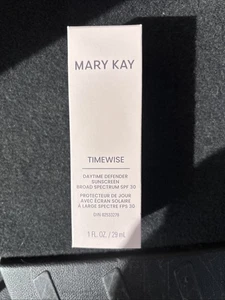 MARY KAY
TIMEWISE
DAYTIME DEFENDER
SUNSCREEN
BROAD SPECTRUM SPF 30
PROTECTEUR DE JOUR
AVEC ÉCRAN SOLAIRE
À LARGE SPECTRE FPS 30
1 FL. OZ. / 29 mL